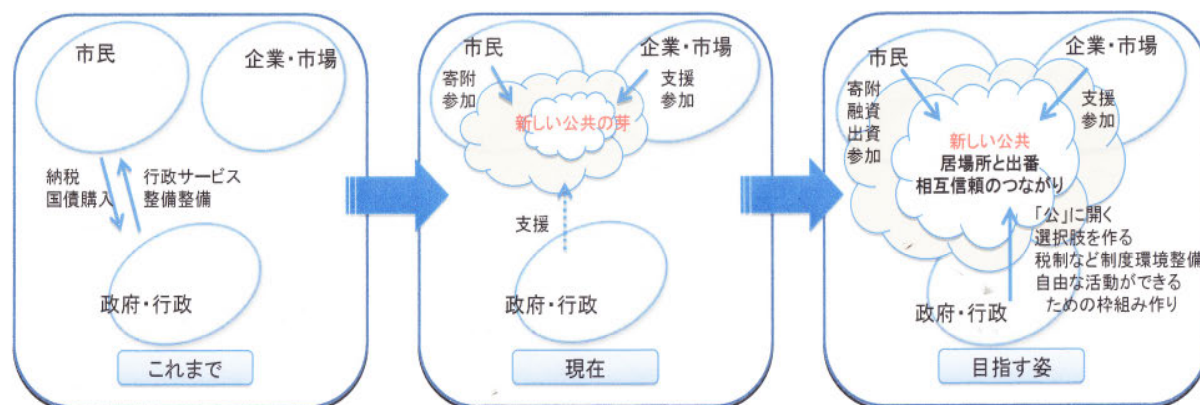 市民
企業・市場
納税
国債購入
行政サービス
整備整備
政府・行政
これまで
市民
企業・市場
寄附
参加
支援
参加
新しい公共の芽
支援
政府・行政
現在
市民
企業・市場
寄附
融資
出資
参加
支援
参加
新しい公共
居場所と出番
相互信頼のつながり
「公」に開く
選択肢を作る
税制など制度環境整備
自由な活動ができる
ための枠組み作り
政府・行政
目指す姿